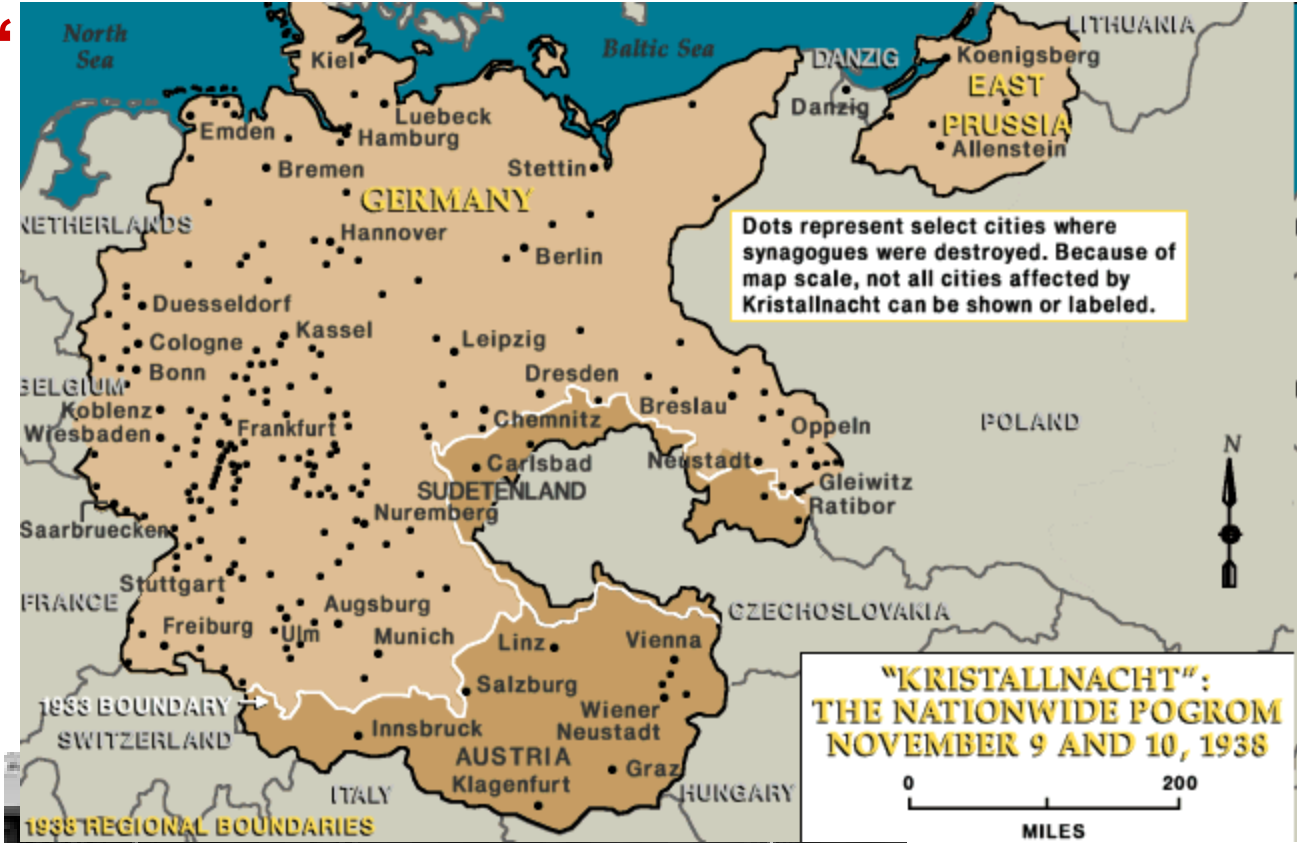 “
North
Sea
Baltic Sea
LITHUANIA
Kiel
DANZIG
Koenigsberg
EAST
PRUSSIA
Danzig
Allenstein
Luebeck
Emden
Hamburg
Bremen
Stettin
GERMANY
NETHERLANDS
Hannover
Berlin
Dots represent select cities where
synagogues were destroyed. Because of
map scale, not all cities affected by
Kristallnacht can be shown or labeled.
Duesseldorf
Kassel
Cologne
Leipzig
Bonn
Dresden
BELGIUM
Koblenz
Breslau
Wiesbaden
Frankfurt
Chemnitz
Oppeln
POLAND
N
Carlsbad
Neustadt
SUDETENLAND
Gleiwitz
Ratibor
Nuremberg
Saarbruecken
Stuttgart
FRANCE
Augsburg
CZECHOSLOVAKIA
Freiburg
Ulm
Munich
Linz
Vienna
Salzburg
1933 BOUNDARY
SWITZERLAND
Wiener
Neustadt
Innsbruck
AUSTRIA
Graz
Klagenfurt
ITALY
HUNGARY
1938 REGIONAL BOUNDARIES
“KRISTALLNACHT”:
THE NATIONWIDE POGROM
NOVEMBER 9 AND 10, 1938
0 200
MILES